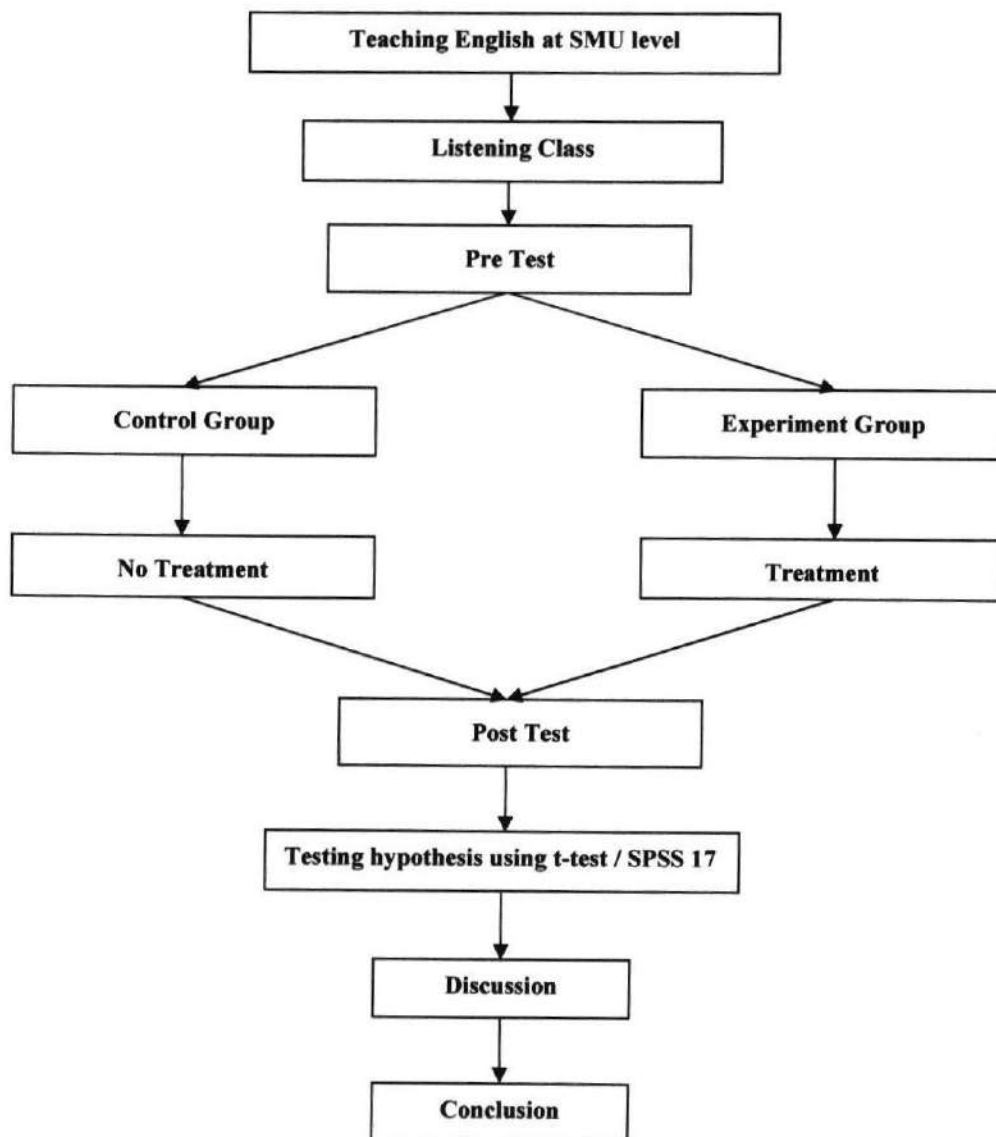 Teaching English at SMU level
Listening Class
Pre Test
Control Group
Experiment Group
No Treatment
Treatment
Post Test
Testing hypothesis using t-test / SPSS 17
Discussion
Conclusion